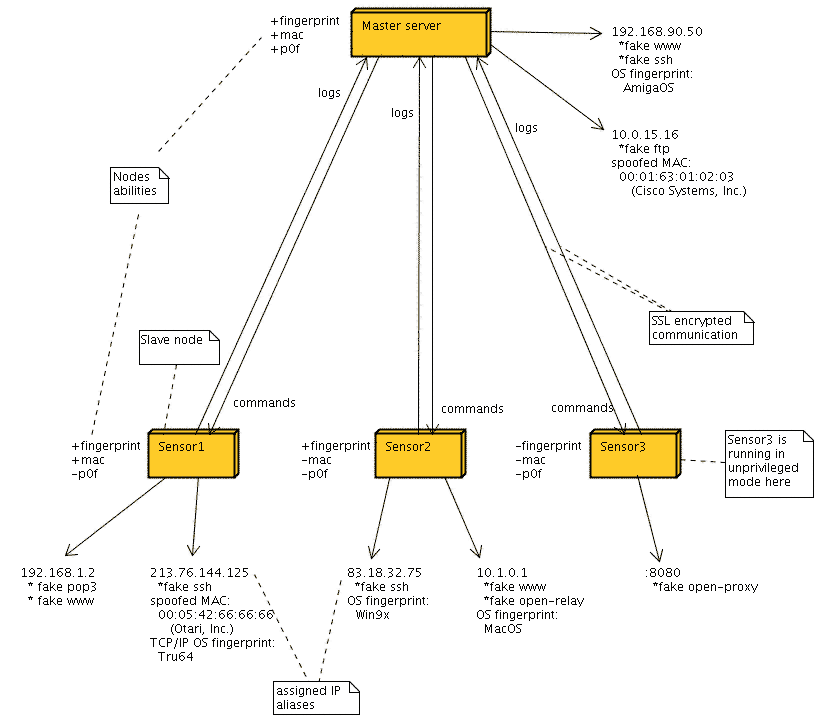 +fingerprint
+mac
+p0f
Master server
192.168.90.50
*fake www
*fake ssh
OS fingerprint:
AmigaOS
logs
logs
logs
10.0.15.16
*fake ftp
spoofed MAC:
00:01:63:01:02:03
(Cisco Systems, Inc.)
Nodes
abilities
SSL encrypted
communication
Slave node
commands
commands
commands
+fingerprint
+mac
-p0f
Sensor1
+fingerprint
-mac
-p0f
Sensor2
-fingerprint
-mac
-p0f
Sensor3
Sensor3 is
running in
unprivileged
mode here
192.168.1.2
* fake pop3
* fake www
213.76.144.125
*fake ssh
spoofed MAC:
00:05:42:66:66:66
(Otari, Inc.)
TCP/IP OS fingerprint:
Tru64
83.18.32.75
*fake ssh
OS fingerprint:
Win9x
10.1.0.1
*fake www
*fake open-relay
OS fingerprint:
MacOS
:8080
*fake open-proxy
assigned IP
aliases